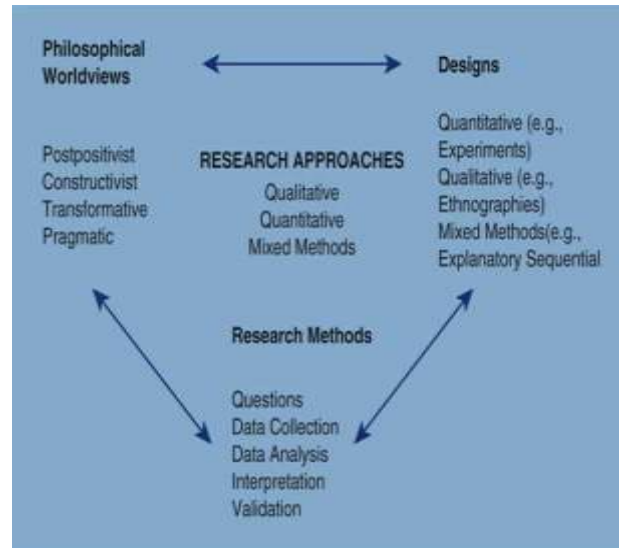 Philosophical
Worldviews
Postpositivist
Constructivist
Transformative
Pragmatic
RESEARCH APPROACHES
Qualitative
Quantitative
Mixed Methods
Designs
Quantitative (e.g.,
Experiments)
Qualitative (e.g.,
Ethnographies)
Mixed Methods(e.g.,
Explanatory Sequential
Research Methods
Questions
Data Collection
Data Analysis
Interpretation
Validation